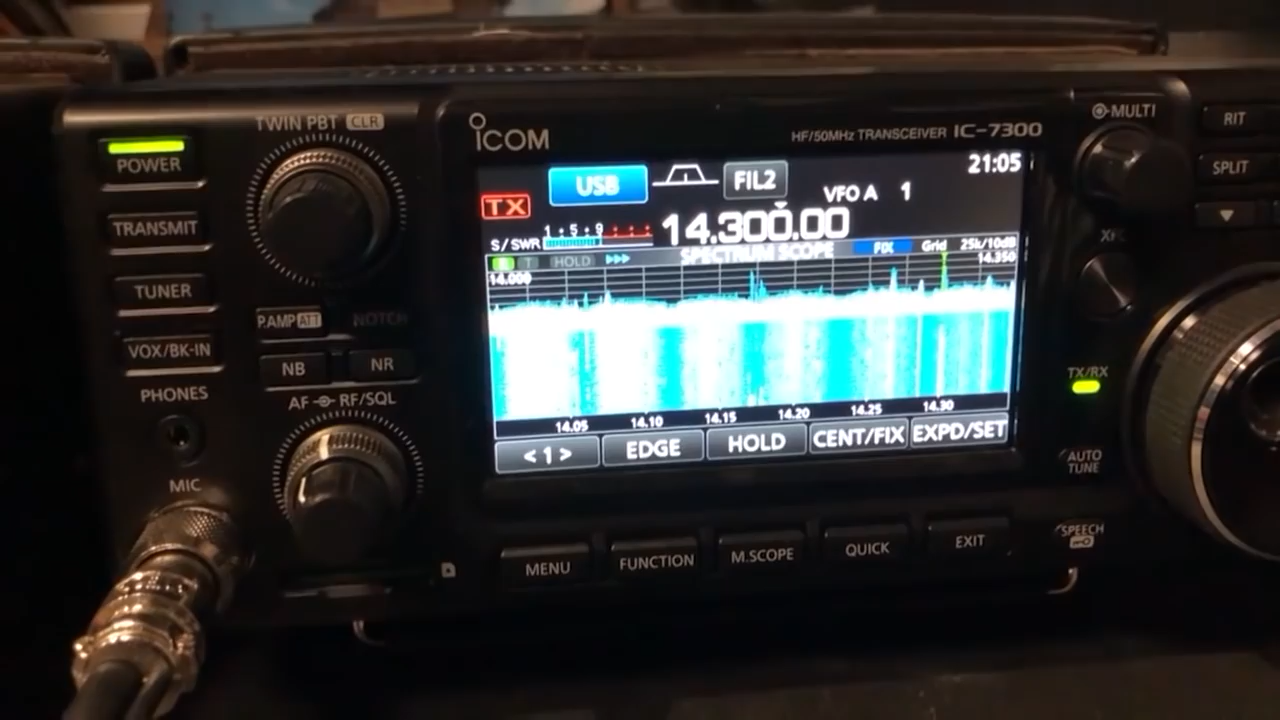 TWIN PBT CLR
POWER
TRANSMIT
TUNER
VOX/BK-IN
PHONES
MIC
P.AMP ATT
NOTCH
NB
NR
AF RF/SQL
ICOM
HF/50MHz TRANSCEIVER IC-7300
USB
FIL2
21:05
TX
VFO A 1
1·5·9
14.300.00
S/SWR
SPECTRUM SCOPE
FIX
Grid
25k/10dB
T
HOLD
14.000
14.350
14.05 14.10 14.15 14.20 14.25 14.30
<1>
EDGE
HOLD
CENT/FIX
EXPD/SET
MENU
FUNCTION
M.SCOPE
QUICK
EXIT
MULTI
RIT
SPLIT
XFC
TX/RX
AUTO
TUNE
SPEECH